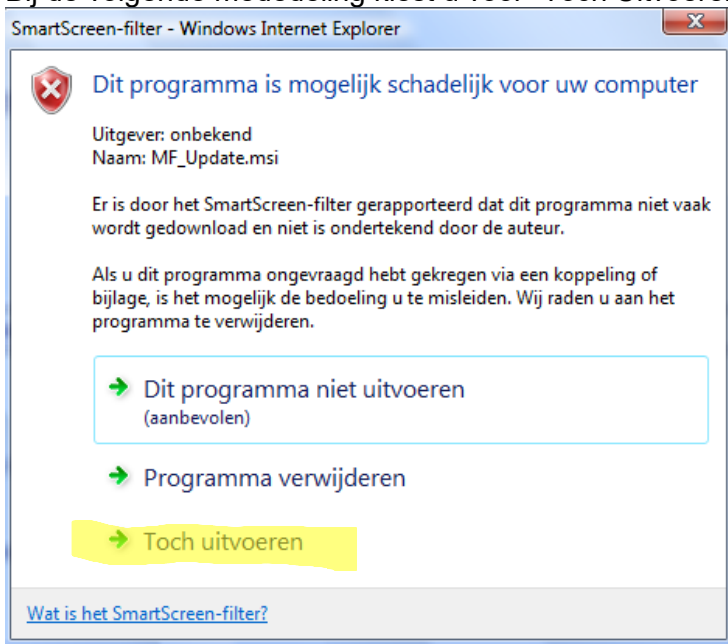 SmartScreen-filter - Windows Internet Explorer
Dit programma is mogelijk schadelijk voor uw computer
Uitgever: onbekend
Naam: MF_Update.msi
Er is door het SmartScreen-filter gerapporteerd dat dit programma niet vaak
wordt gedownload en niet is ondertekend door de auteur.
Als u dit programma ongevraagd hebt gekregen via een koppeling of
bijlage, is het mogelijk de bedoeling u te misleiden. Wij raden u aan het
programma te verwijderen.
Dit programma niet uitvoeren
(aanbevolen)
Programma verwijderen
Toch uitvoeren
Wat is het SmartScreen-filter?